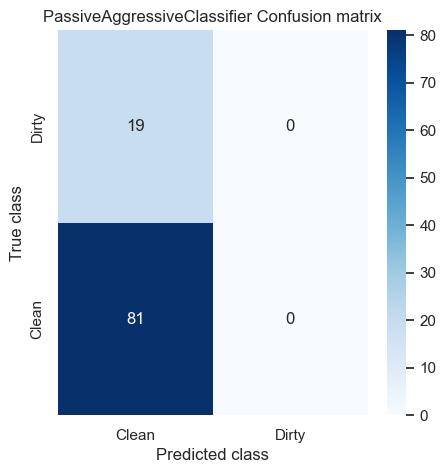 PassiveAggressiveClassifier Confusion matrix
80
70
60
50
40
30
20
10
0
True class
Dirty
19 0
Clean
81 0
Clean Dirty
Predicted class